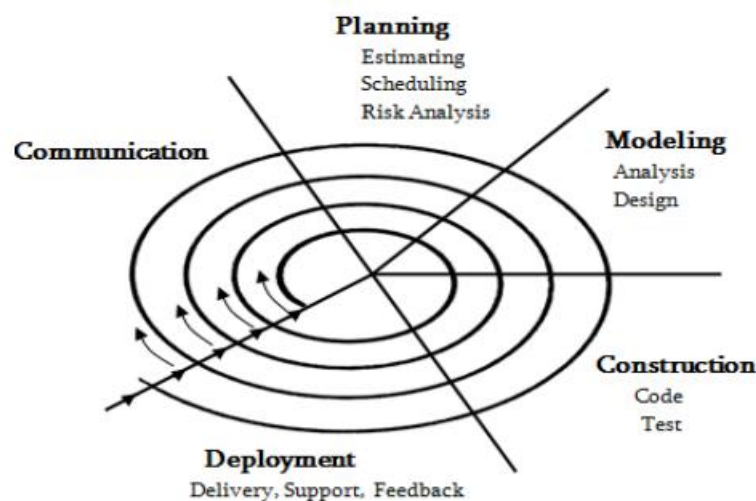 Planning
Estimating
Scheduling
Risk Analysis
Communication
Modeling
Analysis
Design
Construction
Code
Test
Deployment
Delivery, Support, Feedback